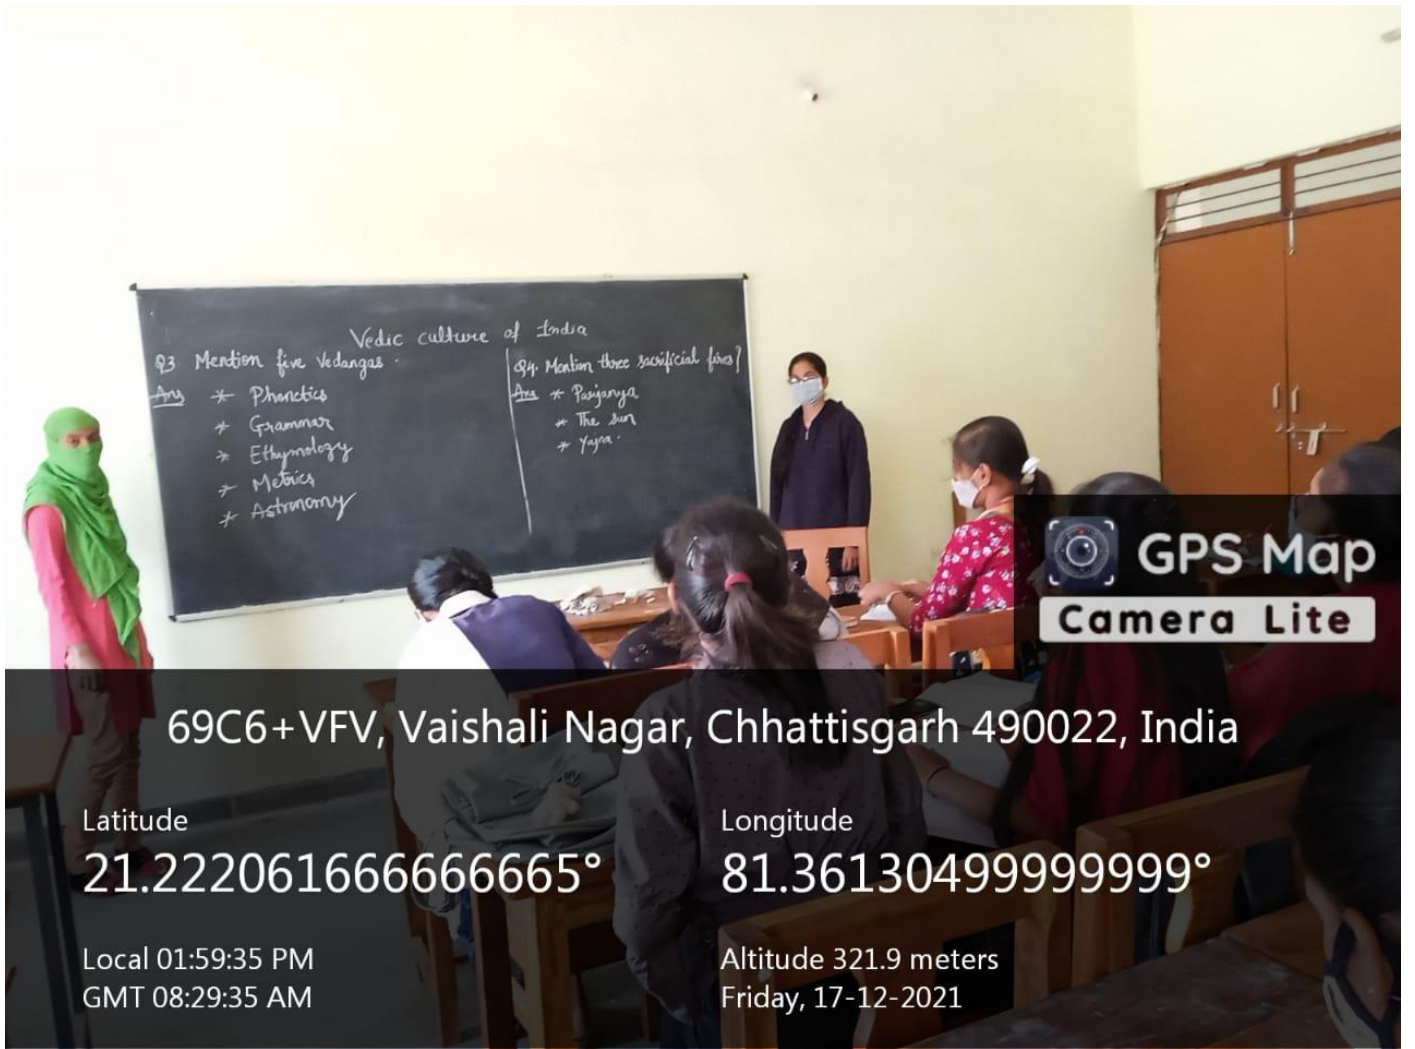 Vedic culture of India
Q3 Mention five Vedangas.
Ans * Phonetics
* Grammar
* Ethymology
* Metrics
* Astronomy
Q4. Mention three sacrificial fires?
Ans * Parjanya
* The sun
* Yajna.
GPS Map
Camera Lite
69C6+VFV, Vaishali Nagar, Chhattisgarh 490022, India
Latitude
21.222061666666665°
Longitude
81.36130499999999°
Local 01:59:35 PM
GMT 08:29:35 AM
Altitude 321.9 meters
Friday, 17-12-2021